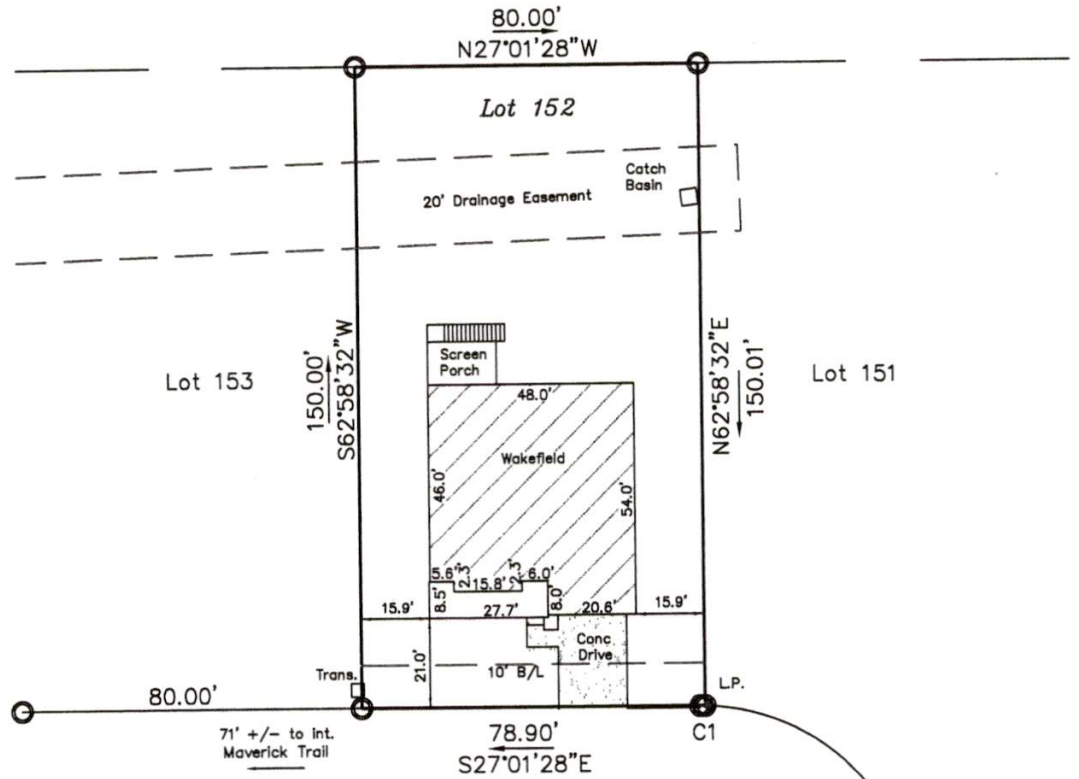 80.00'
N27°01'28"W
Lot 152
Catch
Basin
20' Drainage Easement
Screen
Porch
Lot 153
150.00'
S62°58'32"W
N62°58'32"E
150.01'
Lot 151
48.0'
Wakefield
46.0'
54.0'
5.6'
2.3'
15.8'
2.3'
6.0'
8.5'
8.0'
15.9'
27.7'
20.6'
15.9'
Conc
Drive
21.0'
10' B/L
Trans.
L.P.
80.00'
C1
71' +/- to int.
Maverick Trail
78.90'
S27°01'28"E